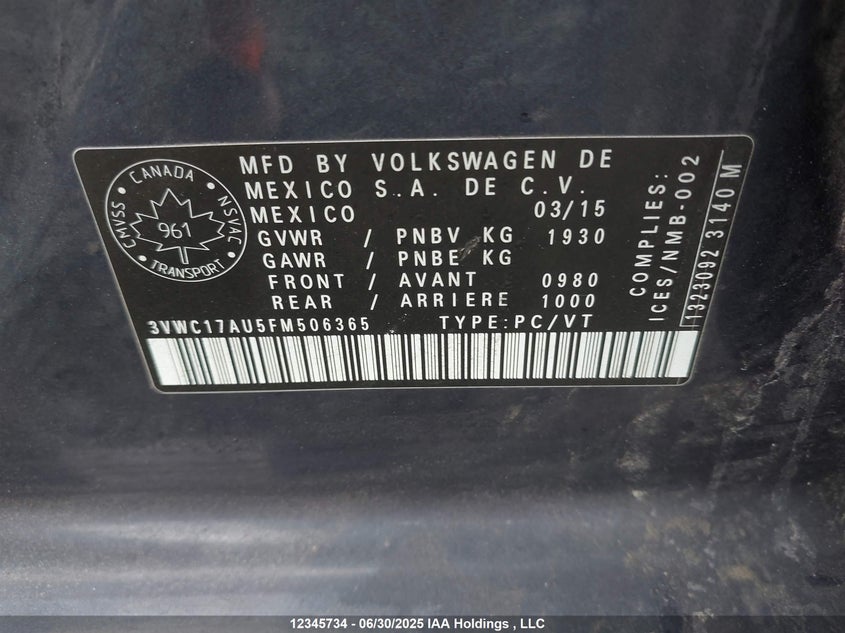 CANADA
CMVSS
NSVAC
961
TRANSPORT
MFD BY VOLKSWAGEN DE
MEXICO S.A. DE C.V.
MEXICO 03/15
GVWR / PNBV KG 1930
GAWR / PNBE KG
FRONT / AVANT 0980
REAR / ARRIERE 1000
3VWC17AU5FM506365 TYPE:PC/VT
COMPLIES:
ICES/NMB-002
1323092 3140 M
12345734 - 06/30/2025 IAA Holdings , LLC